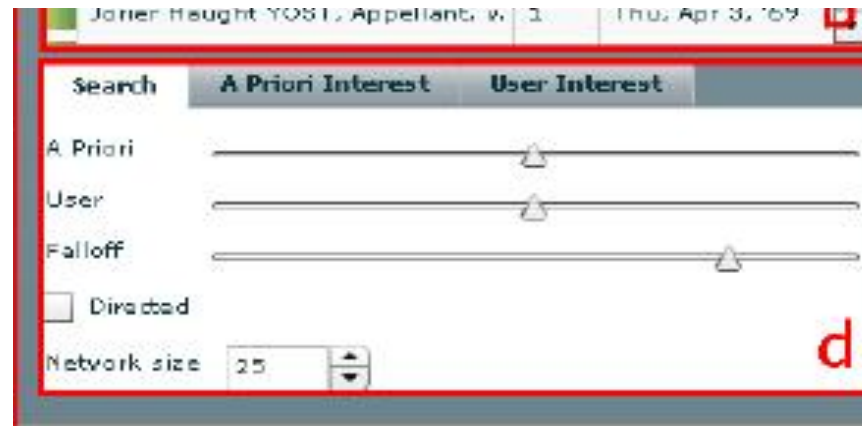 Joner Haught YOST, Appellant, v. 1 Thu, Apr 3, '69
Search A Priori Interest User Interest
A Priori
User
Falloff
Directed
Network size 25
d